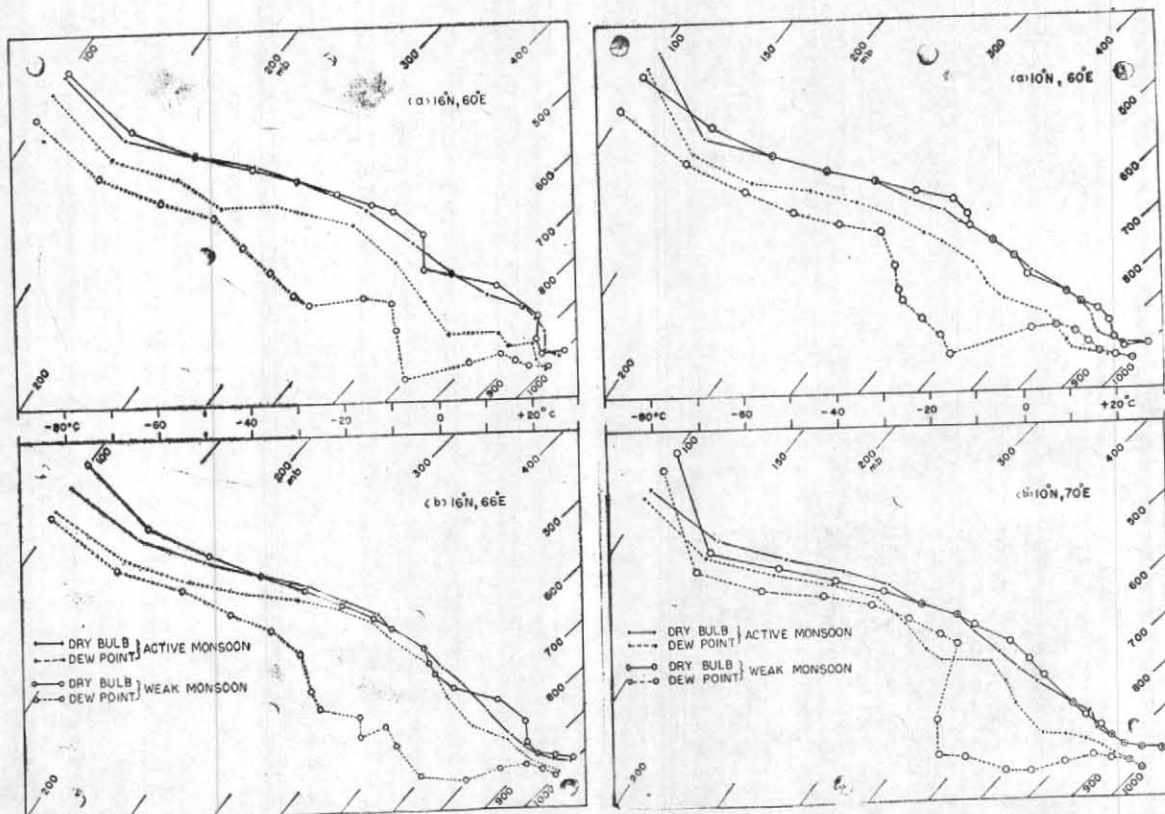 100
200
mb
300
400
(a) 16°N, 60°E
500
600
700
800
900
1000
200
-80°C
-60
-40
-20
0
+20°C
100
150
200
mb
300
400
(a) 10°N, 60°E
500
600
700
800
900
1000
200
-80°C
-60
-40
-20
0
+20°C
100
200
mb
300
400
(b) 16°N, 66°E
500
600
700
800
DRY BULB
DEW POINT } ACTIVE MONSOON
DRY BULB
DEW POINT } WEAK MONSOON
900
1000
200
100
150
200
mb
300
400
(b) 10°N, 70°E
500
600
700
800
DRY BULB
DEW POINT } ACTIVE MONSOON
DRY BULB
DEW POINT } WEAK MONSOON
900
1000
200